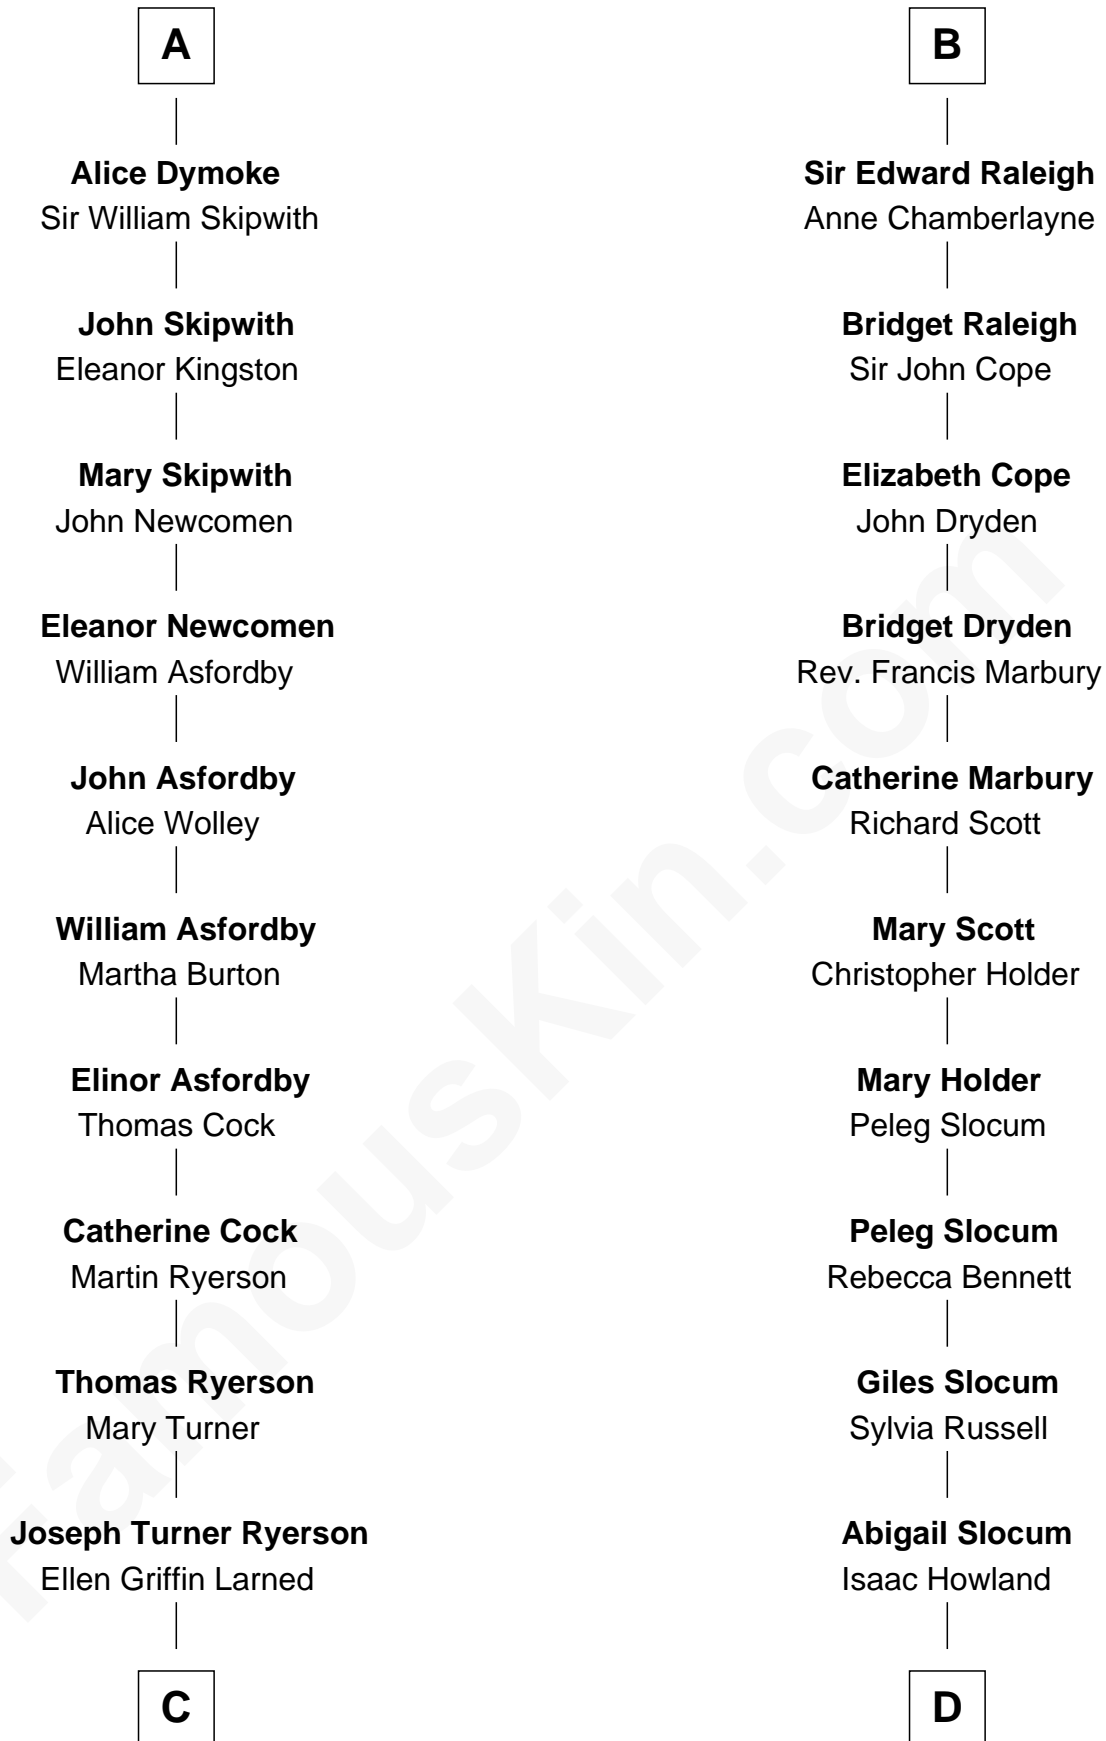 A
Alice Dymoke
Sir William Skipwith
John Skipwith
Eleanor Kingston
Mary Skipwith
John Newcomen
Eleanor Newcomen
William Asfordby
John Asfordby
Alice Wolley
William Asfordby
Martha Burton
Elinor Asfordby
Thomas Cock
Catherine Cock
Martin Ryerson
Thomas Ryerson
Mary Turner
Joseph Turner Ryerson
Ellen Griffin Larned
C
B
Sir Edward Raleigh
Anne Chamberlayne
Bridget Raleigh
Sir John Cope
Elizabeth Cope
John Dryden
Bridget Dryden
Rev. Francis Marbury
Catherine Marbury
Richard Scott
Mary Scott
Christopher Holder
Mary Holder
Peleg Slocum
Peleg Slocum
Rebecca Bennett
Giles Slocum
Sylvia Russell
Abigail Slocum
Isaac Howland
D
FamousKin.com